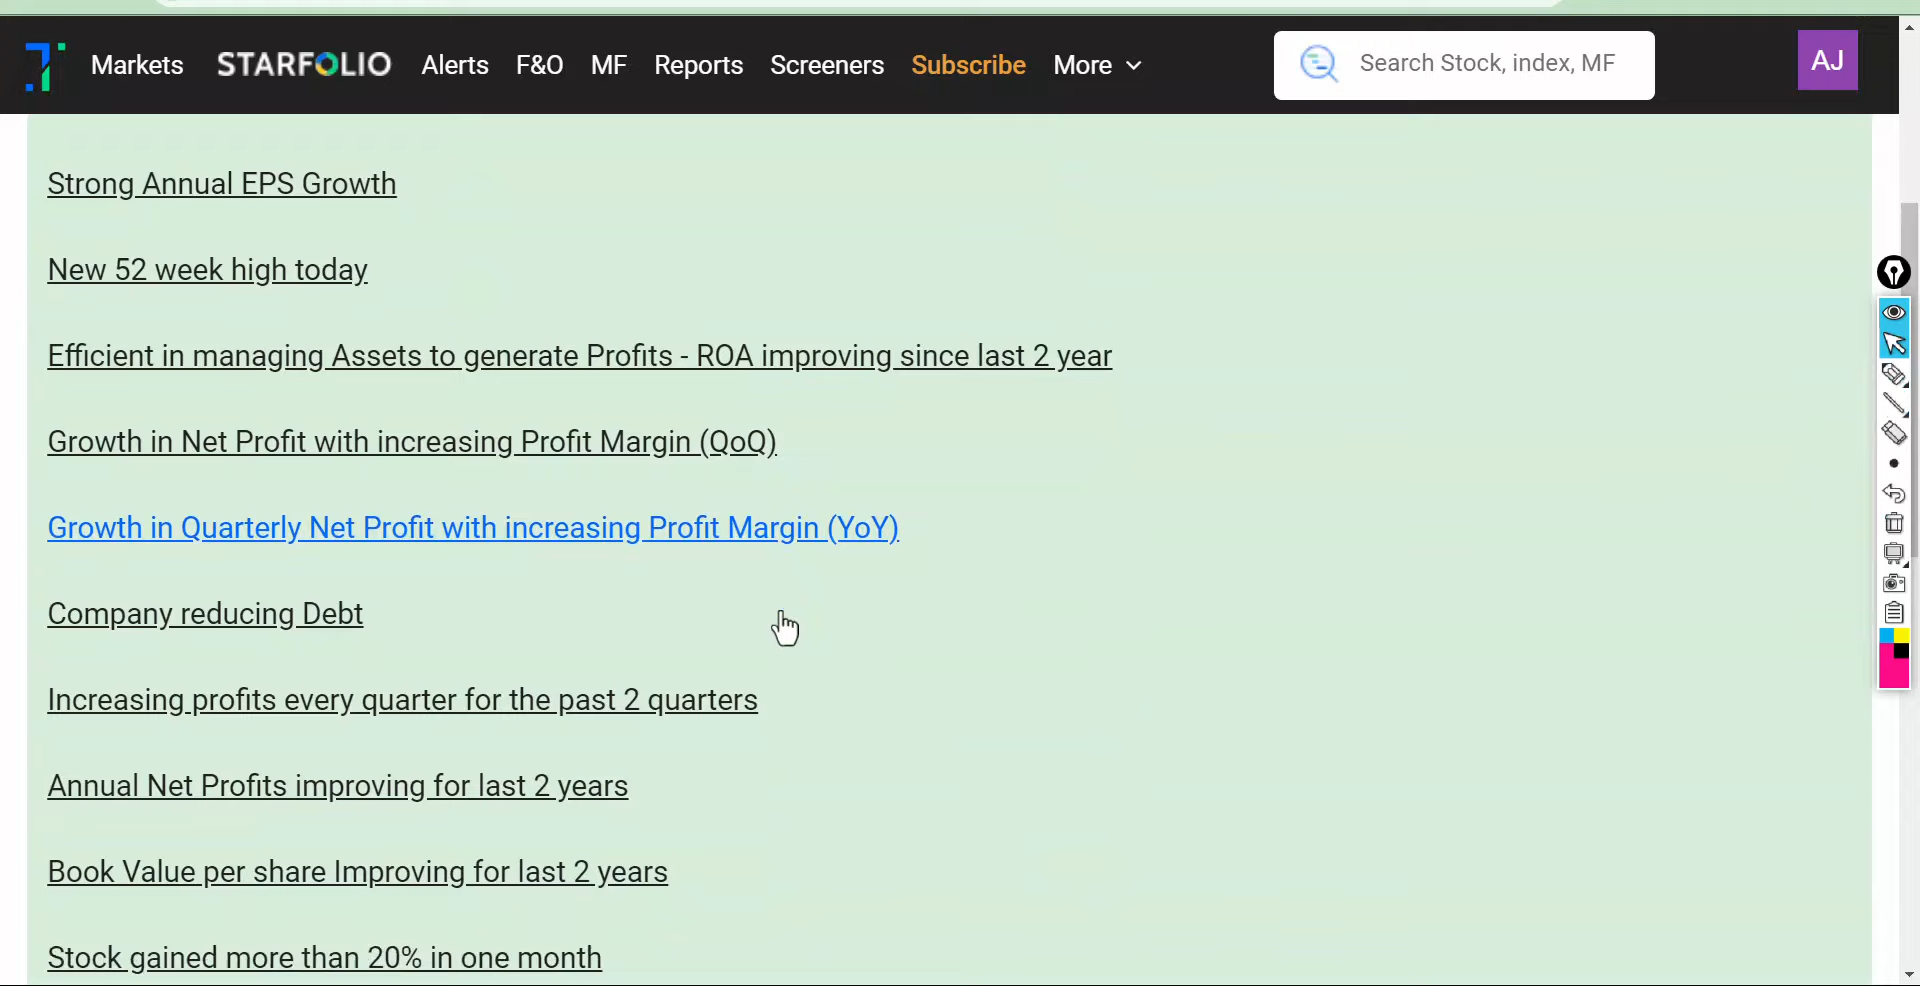 Markets STARFOLIO Alerts F&O MF Reports Screeners Subscribe More Search Stock, index, MF AJ
Strong Annual EPS Growth
New 52 week high today
Efficient in managing Assets to generate Profits - ROA improving since last 2 year
Growth in Net Profit with increasing Profit Margin (QoQ)
Growth in Quarterly Net Profit with increasing Profit Margin (YoY)
Company reducing Debt
Increasing profits every quarter for the past 2 quarters
Annual Net Profits improving for last 2 years
Book Value per share Improving for last 2 years
Stock gained more than 20% in one month